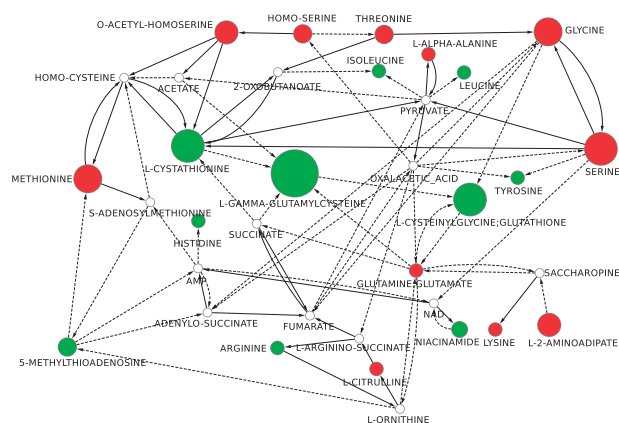 HOMO-SERINE
THREONINE
O-ACETYL-HOMOSERINE
GLYCINE
L-ALPHA-ALANINE
ISOLEUCINE
HOMO-CYSTEINE
2-OXOBUTANOATE
LEUCINE
ACETATE
PYRUVATE
L-CYSTATHIONINE
SERINE
METHIONINE
OXALACETIC_ACID
TYROSINE
L-GAMMA-GLUTAMYLCYSTEINE
S-ADENOSYLMETHIONINE
L-CYSTEINYLGLYCINE;GLUTATHIONE
SUCCINATE
HISTIDINE
SACCHAROPINE
AMP
GLUTAMINE;GLUTAMATE
NAD
ADENYLO-SUCCINATE
FUMARATE
NIACINAMIDE
LYSINE
L-2-AMINOADIPATE
ARGININE
L-ARGININO-SUCCINATE
5-METHYLTHIOADENOSINE
L-CITRULLINE
L-ORNITHINE